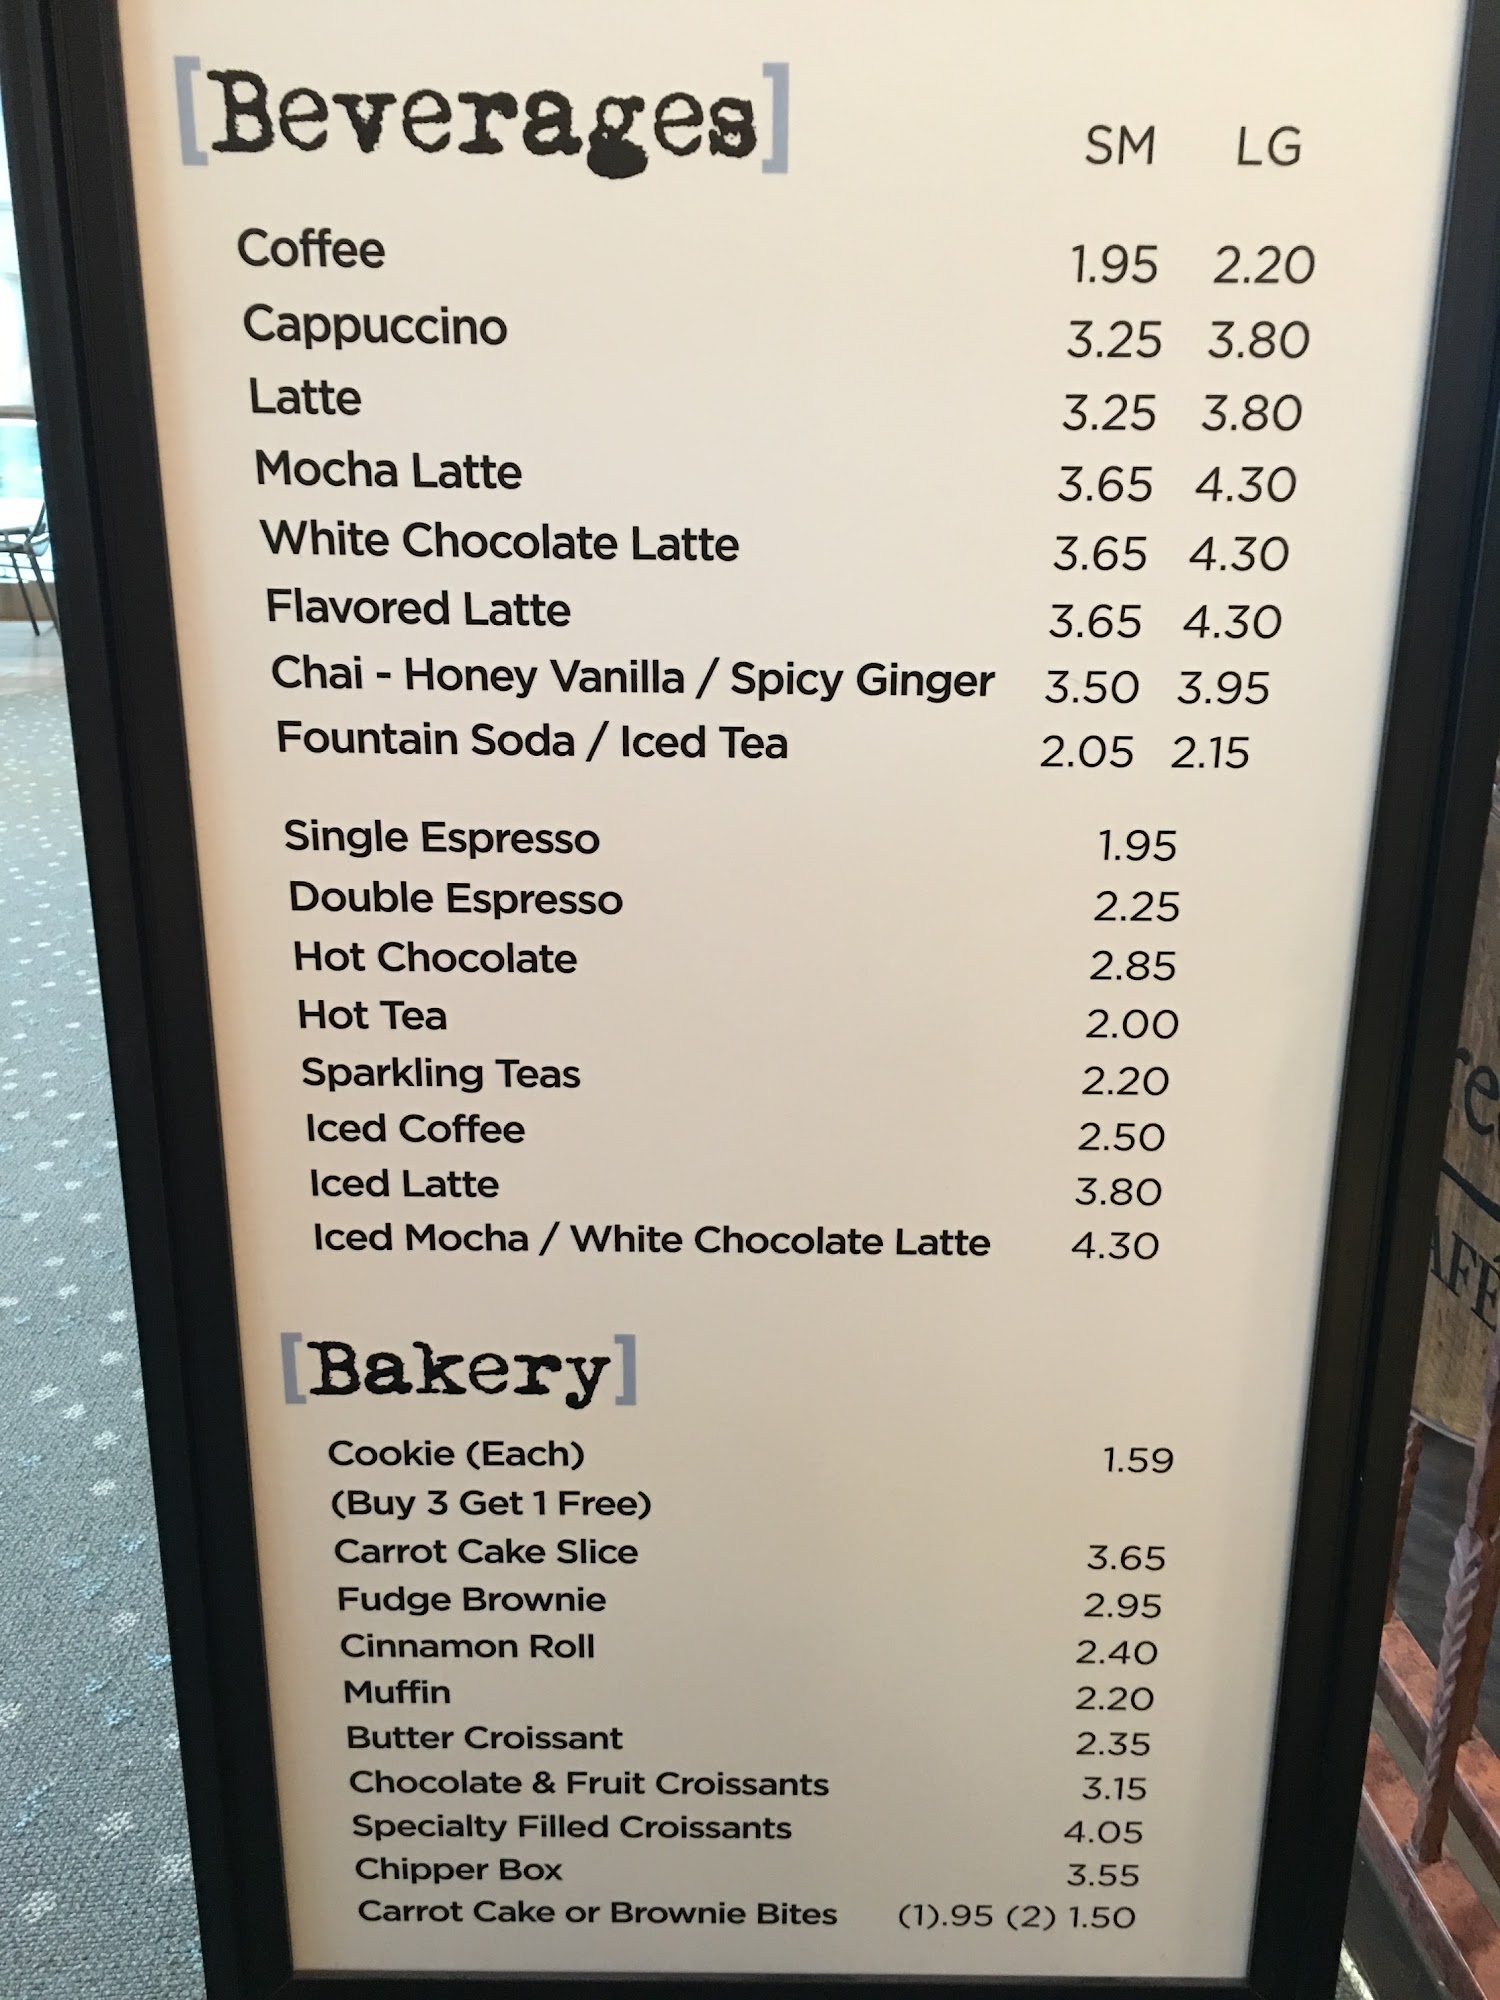 [Beverages] SM LG
Coffee 1.95 2.20
Cappuccino 3.25 3.80
Latte 3.25 3.80
Mocha Latte 3.65 4.30
White Chocolate Latte 3.65 4.30
Flavored Latte 3.65 4.30
Chai - Honey Vanilla / Spicy Ginger 3.50 3.95
Fountain Soda / Iced Tea 2.05 2.15
Single Espresso 1.95
Double Espresso 2.25
Hot Chocolate 2.85
Hot Tea 2.00
Sparkling Teas 2.20
Iced Coffee 2.50
Iced Latte 3.80
Iced Mocha / White Chocolate Latte 4.30
[Bakery]
Cookie (Each) 1.59
(Buy 3 Get 1 Free)
Carrot Cake Slice 3.65
Fudge Brownie 2.95
Cinnamon Roll 2.40
Muffin 2.20
Butter Croissant 2.35
Chocolate & Fruit Croissants 3.15
Specialty Filled Croissants 4.05
Chipper Box 3.55
Carrot Cake or Brownie Bites (1).95 (2) 1.50